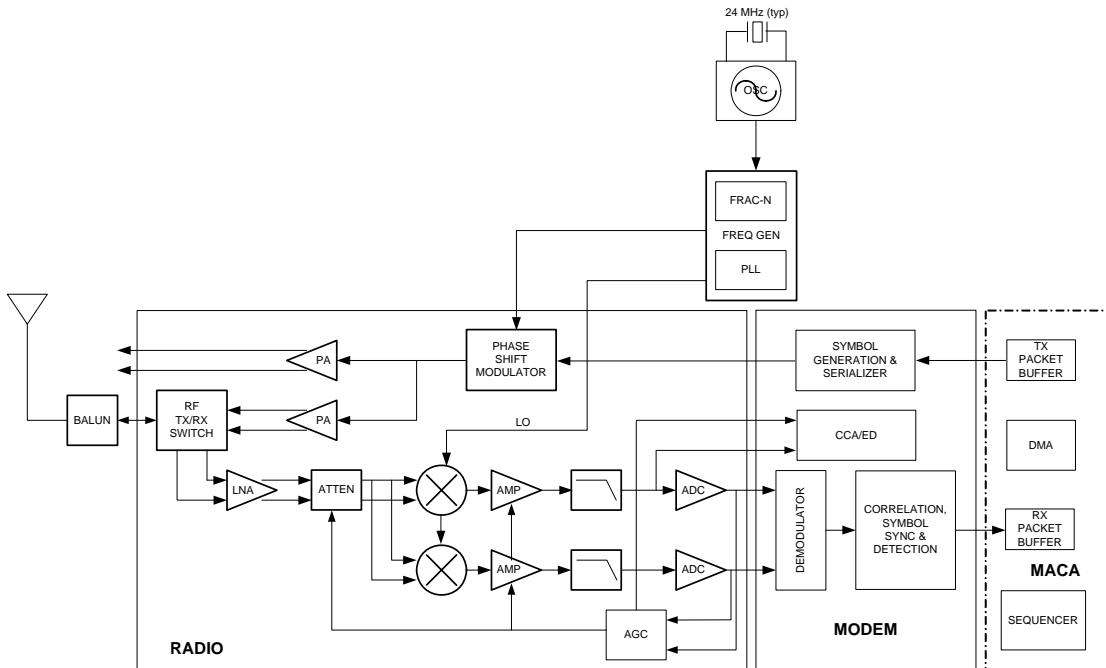 24 MHz (typ)
OSC
FRAC-N
FREQ GEN
PLL
PA
PHASE
SHIFT
MODULATOR
SYMBOL
GENERATION &
SERIALIZER
TX
PACKET
BUFFER
BALUN
RF
TX/RX
SWITCH
PA
LO
CCA/ED
DMA
LNA
ATTEN
AMP
ADC
DEMODULATOR
CORRELATION,
SYMBOL
SYNC &
DETECTION
RX
PACKET
BUFFER
AMP
ADC
MACA
AGC
SEQUENCER
RADIO
MODEM